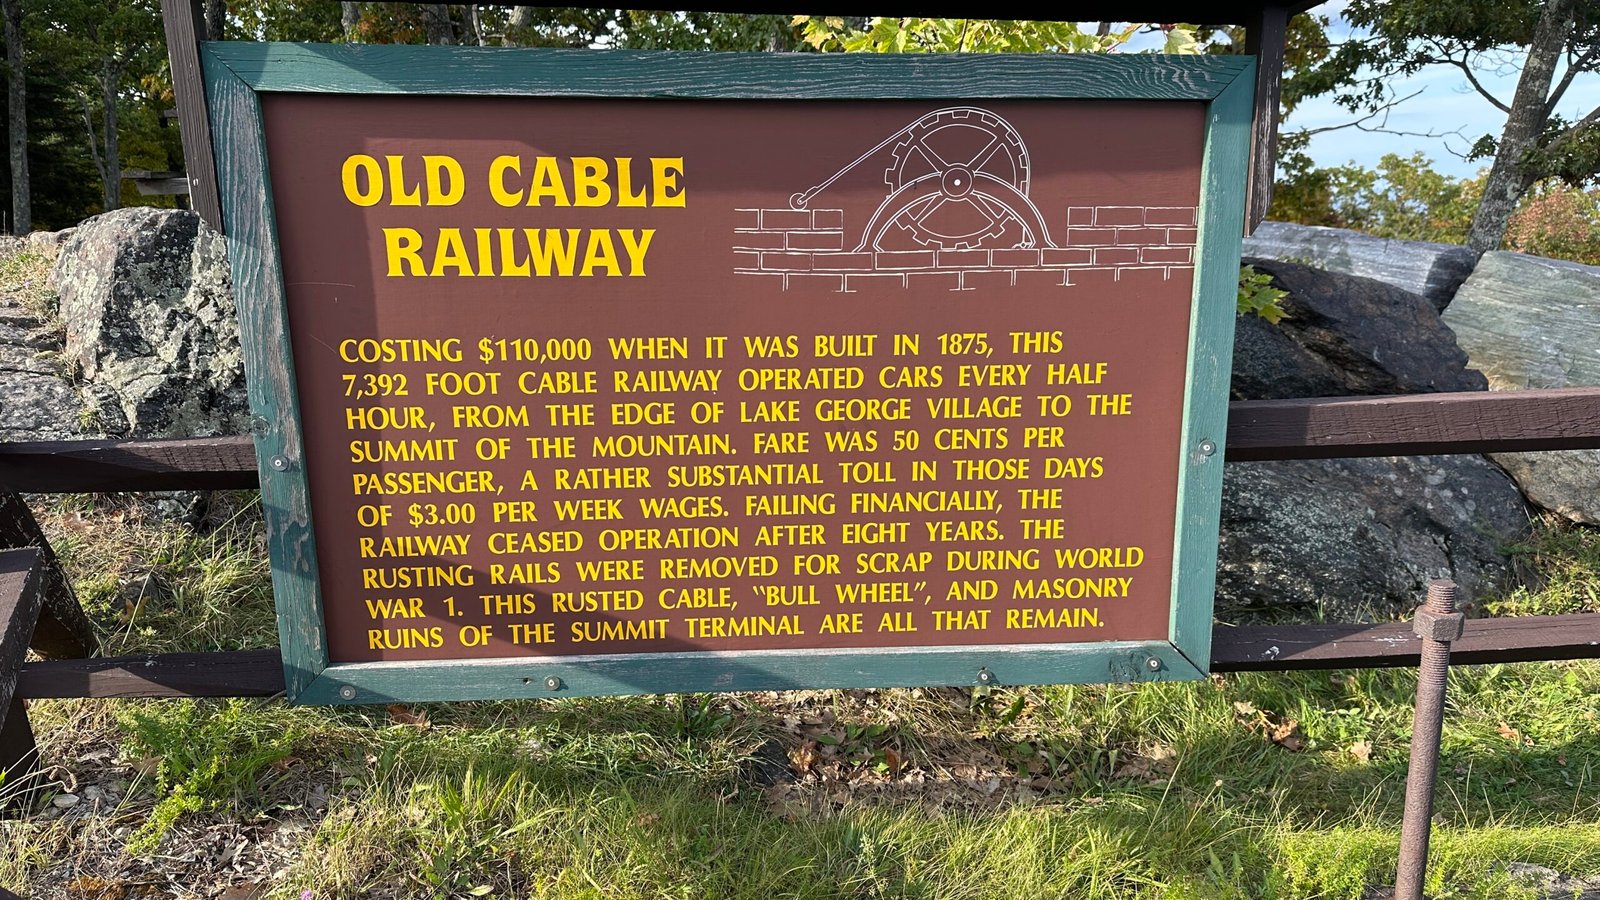 OLD CABLE
RAILWAY
COSTING $110,000 WHEN IT WAS BUILT IN 1875, THIS
7,392 FOOT CABLE RAILWAY OPERATED CARS EVERY HALF
HOUR, FROM THE EDGE OF LAKE GEORGE VILLAGE TO THE
SUMMIT OF THE MOUNTAIN. FARE WAS 50 CENTS PER
PASSENGER, A RATHER SUBSTANTIAL TOLL IN THOSE DAYS
OF $3.00 PER WEEK WAGES. FAILING FINANCIALLY, THE
RAILWAY CEASED OPERATION AFTER EIGHT YEARS. THE
RUSTING RAILS WERE REMOVED FOR SCRAP DURING WORLD
WAR 1. THIS RUSTED CABLE, "BULL WHEEL", AND MASONRY
RUINS OF THE SUMMIT TERMINAL ARE ALL THAT REMAIN.